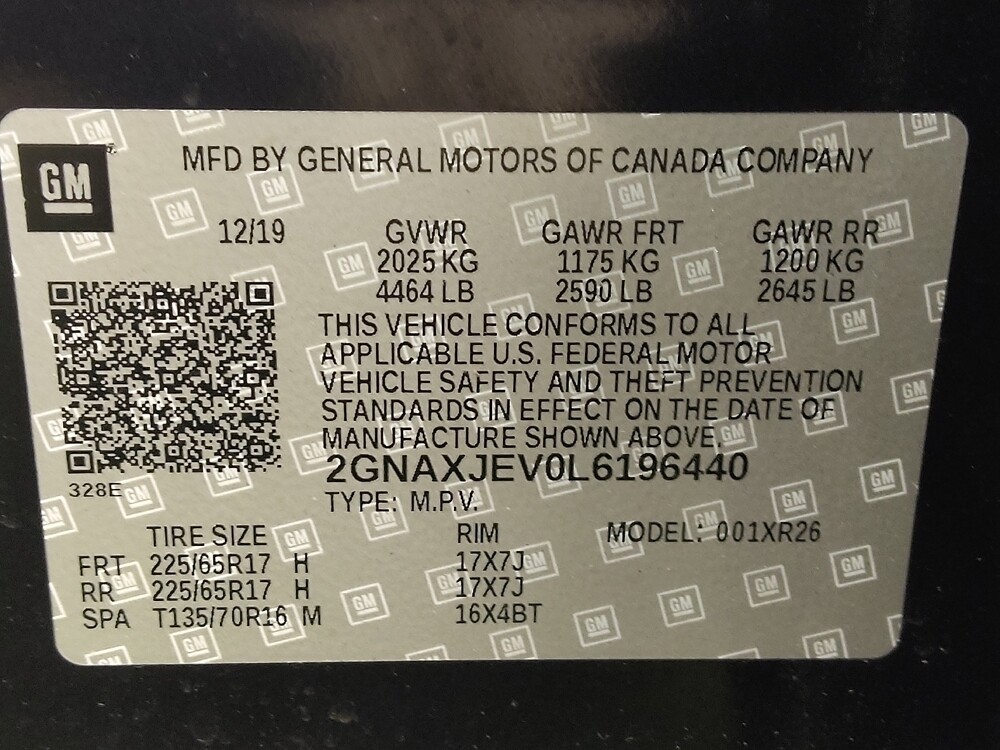 GM
MFD BY GENERAL MOTORS OF CANADA COMPANY
12/19 GVWR GAWR FRT GAWR RR
2025 KG 1175 KG 1200 KG
4464 LB 2590 LB 2645 LB
THIS VEHICLE CONFORMS TO ALL
APPLICABLE U.S. FEDERAL MOTOR
VEHICLE SAFETY AND THEFT PREVENTION
STANDARDS IN EFFECT ON THE DATE OF
MANUFACTURE SHOWN ABOVE.
2GNAXJEV0L6196440
328E
TYPE: M.P.V.
TIRE SIZE RIM MODEL: 001XR26
FRT 225/65R17 H 17X7J
RR 225/65R17 H 17X7J
SPA T135/70R16 M 16X4BT